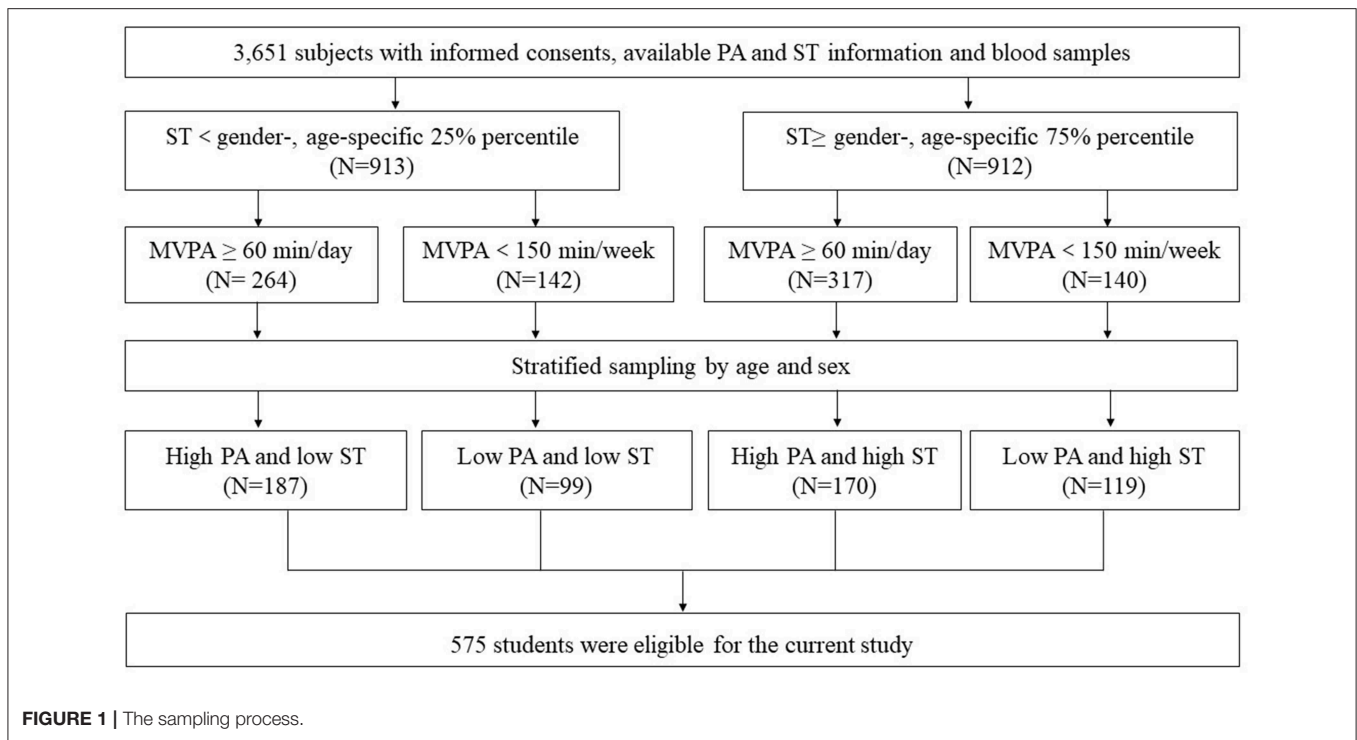 3,651 subjects with informed consents, available PA and ST information and blood samples
ST < gender-, age-specific 25% percentile
(N=913)
ST≥ gender-, age-specific 75% percentile
(N=912)
MVPA ≥ 60 min/day
(N= 264)
MVPA < 150 min/week
(N=142)
MVPA ≥ 60 min/day
(N=317)
MVPA < 150 min/week
(N=140)
Stratified sampling by age and sex
High PA and low ST
(N=187)
Low PA and low ST
(N=99)
High PA and high ST
(N=170)
Low PA and high ST
(N=119)
575 students were eligible for the current study
FIGURE 1 | The sampling process.